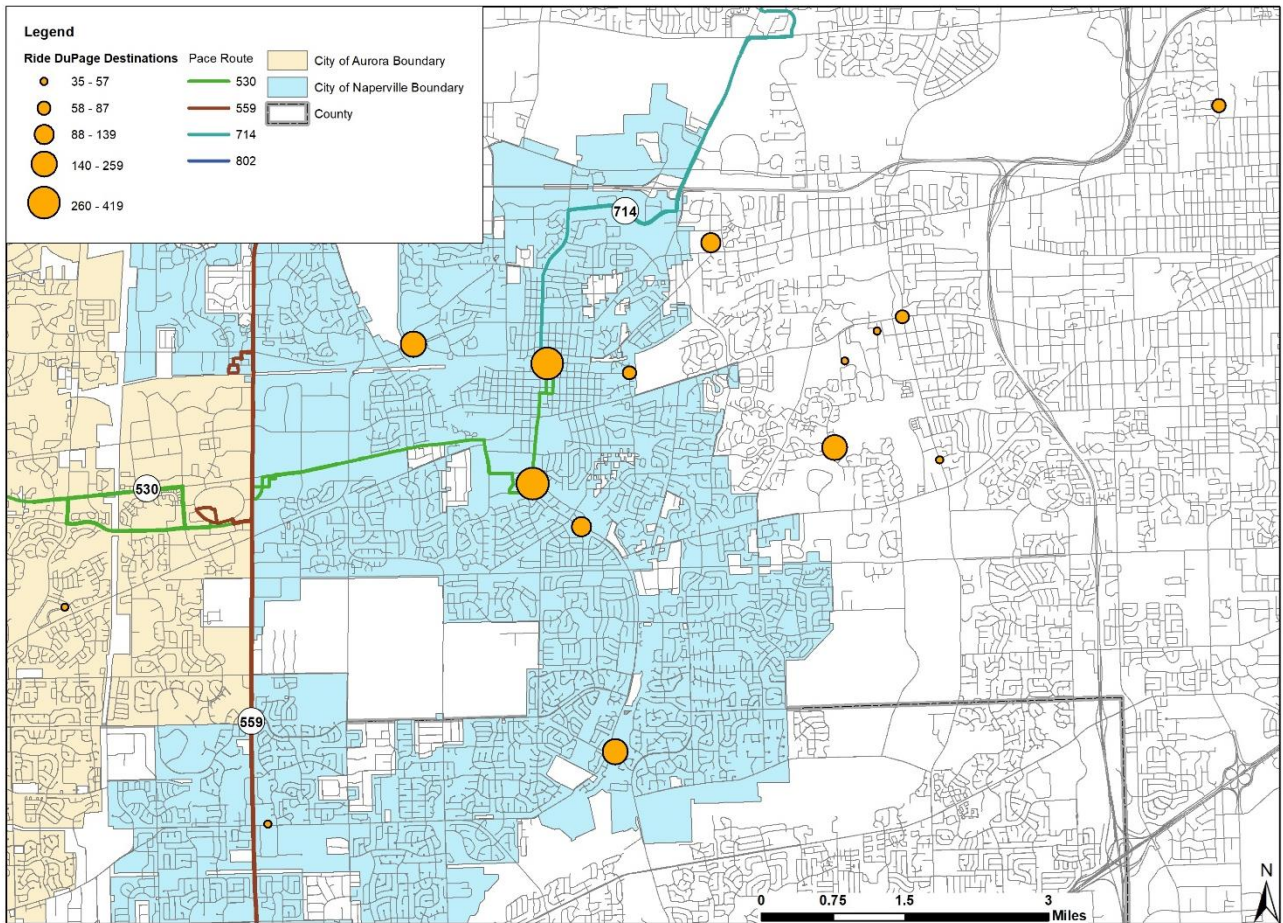 Legend
Ride DuPage Destinations
35 - 57
58 - 87
88 - 139
140 - 259
260 - 419
Pace Route
530
559
714
802
City of Aurora Boundary
City of Naperville Boundary
County
714
530
559
N
0 0.75 1.5 3
Miles